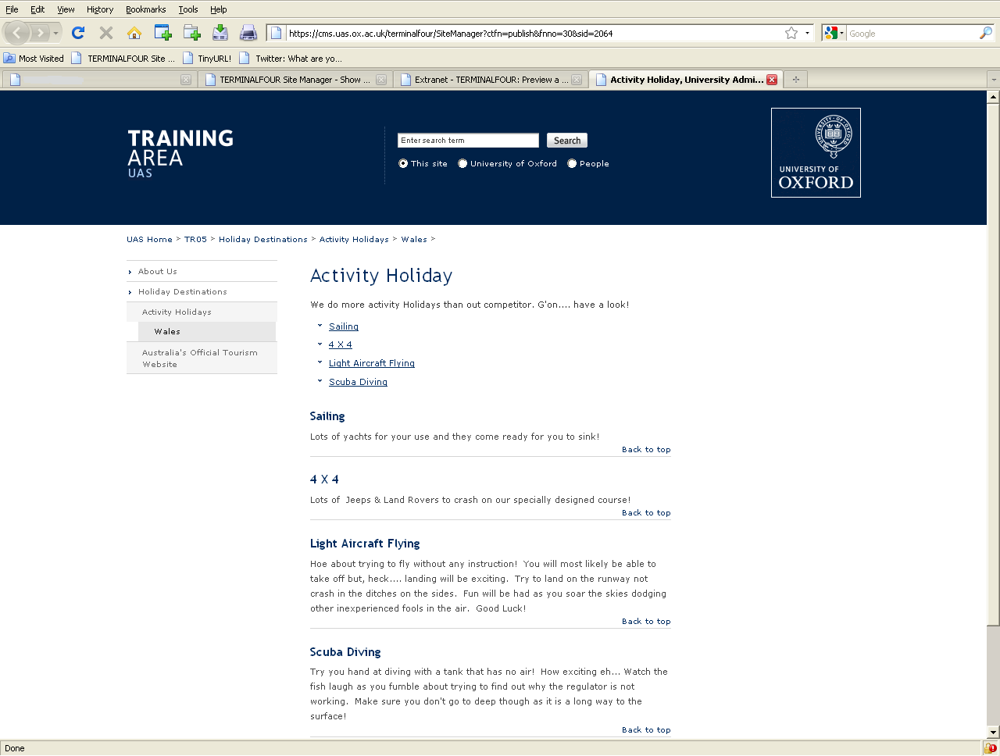 File Edit View History Bookmarks Tools Help
https://cms.uas.ox.ac.uk/terminalfour/SiteManager?ctfn=publish&fnno=30&sid=2064
Google
Most Visited TERMINALFOUR Site ... TinyURL! Twitter: What are yo...
TERMINALFOUR Site Manager - Show ... Extranet - TERMINALFOUR: Preview a ... Activity Holiday, University Admi...
TRAINING
AREA
UAS
Enter search term Search
This site University of Oxford People
UNIVERSITY OF
OXFORD
UAS Home > TR05 > Holiday Destinations > Activity Holidays > Wales >
About Us
Holiday Destinations
Activity Holidays
Wales
Australia's Official Tourism
Website
Activity Holiday
We do more activity Holidays than out competitor. G'on.... have a look!
Sailing
4 X 4
Light Aircraft Flying
Scuba Diving
Sailing
Lots of yachts for your use and they come ready for you to sink!
Back to top
4 X 4
Lots of  Jeeps & Land Rovers to crash on our specially designed course!
Back to top
Light Aircraft Flying
Hoe about trying to fly without any instruction!  You will most likely be able to
take off but, heck.... landing will be exciting.  Try to land on the runway not
crash in the ditches on the sides.  Fun will be had as you soar the skies dodging
other inexperienced fools in the air.  Good Luck!
Back to top
Scuba Diving
Try you hand at diving with a tank that has no air!  How exciting eh... Watch the
fish laugh as you fumble about trying to find out why the regulator is not
working.  Make sure you don't go to deep though as it is a long way to the
surface!
Back to top
Done